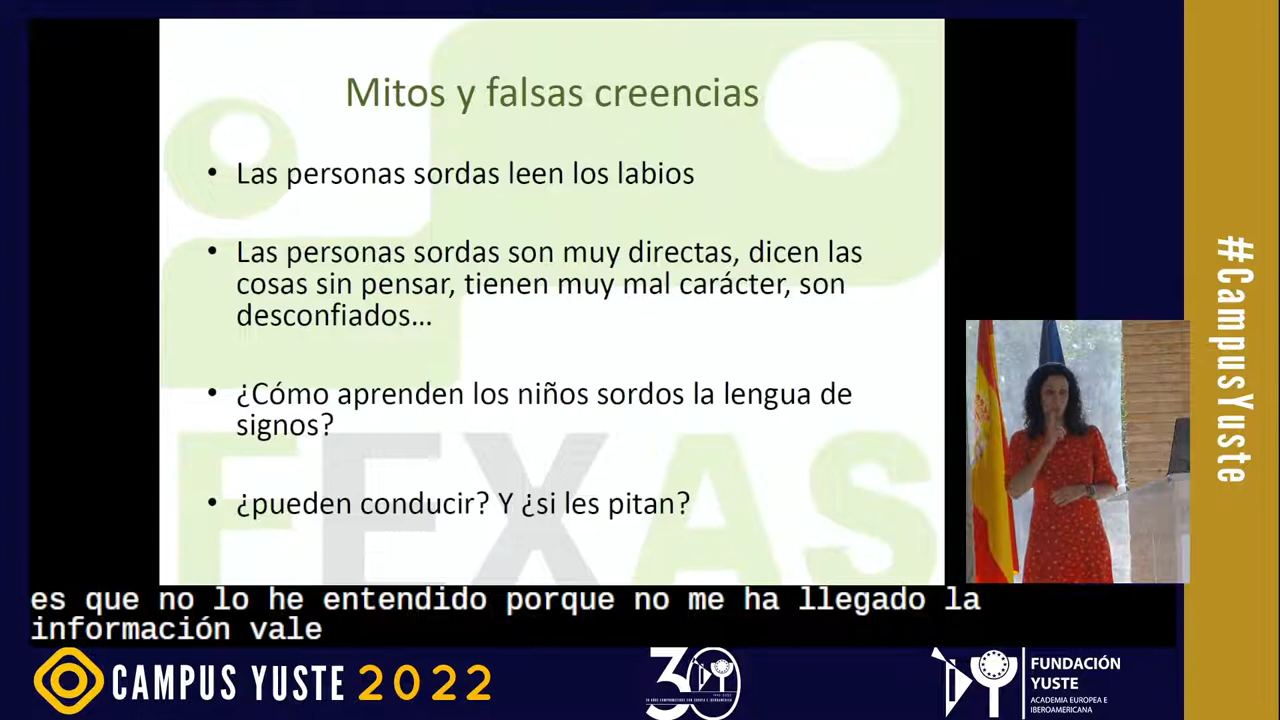 Mitos y falsas creencias
• Las personas sordas leen los labios
• Las personas sordas son muy directas, dicen las
cosas sin pensar, tienen muy mal carácter, son
desconfiados...
• ¿Cómo aprenden los niños sordos la lengua de
signos?
• ¿pueden conducir? Y ¿si les pitan?
FEXAS
#CampusYuste
es que no lo he entendido porque no me ha llegado la
información vale
CAMPUS YUSTE 2022
30
FUNDACIÓN
YUSTE
ACADEMIA EUROPEA E
IBEROAMERICANA